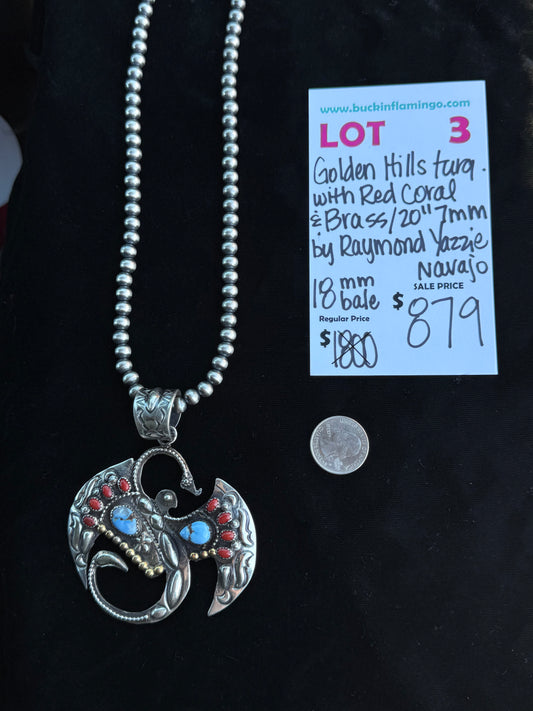 www.buckinflamingo.com
LOT 3
Golden Hills turq.
with Red Coral
& Brass/20" 7mm
by Raymond Yazzie
Navajo
18 mm bale
SALE PRICE
$879
Regular Price
$1800